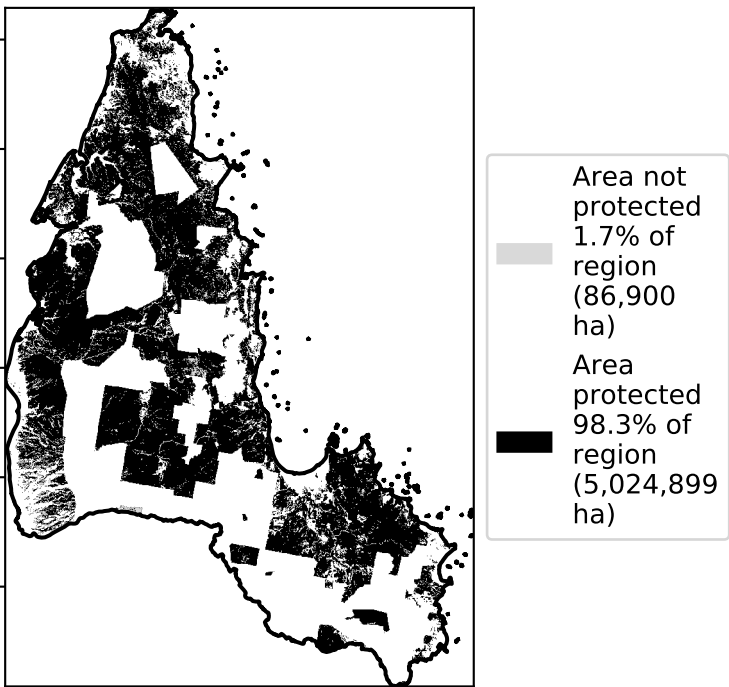 Area not
protected
1.7% of
region
(86,900
ha)
Area
protected
98.3% of
region
(5,024,899
ha)